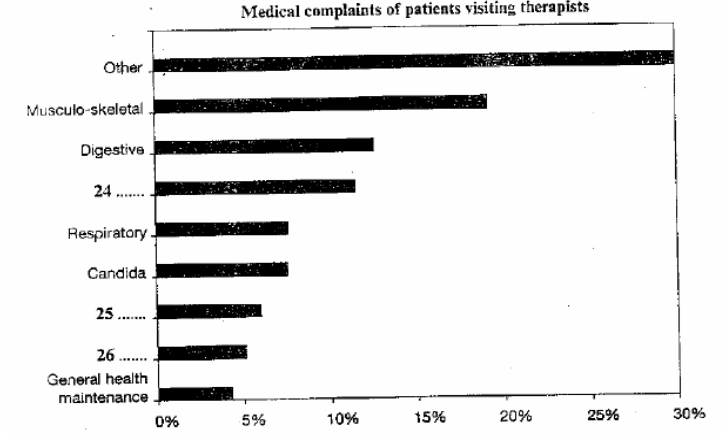 Medical complaints of patients visiting therapists
Other
Musculo-skeletal
Digestive
24 .......
Respiratory
Candida
25 .......
26 .......
General health
maintenance
0% 5% 10% 15% 20% 25% 30%